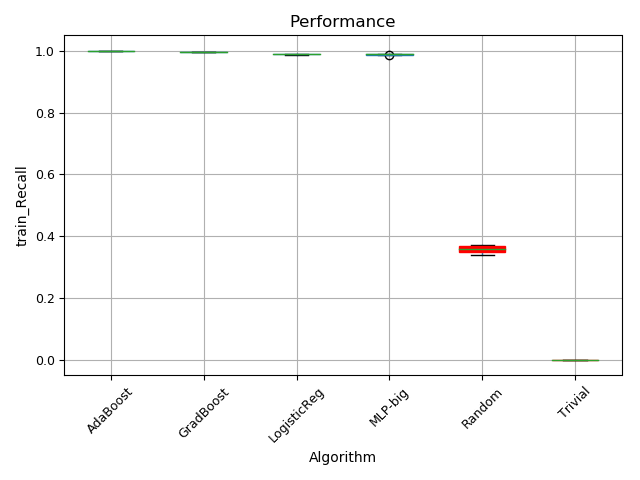 Performance
train_Recall
1.0
0.8
0.6
0.4
0.2
0.0
AdaBoost
GradBoost
LogisticReg
MLP-big
Random
Trivial
Algorithm